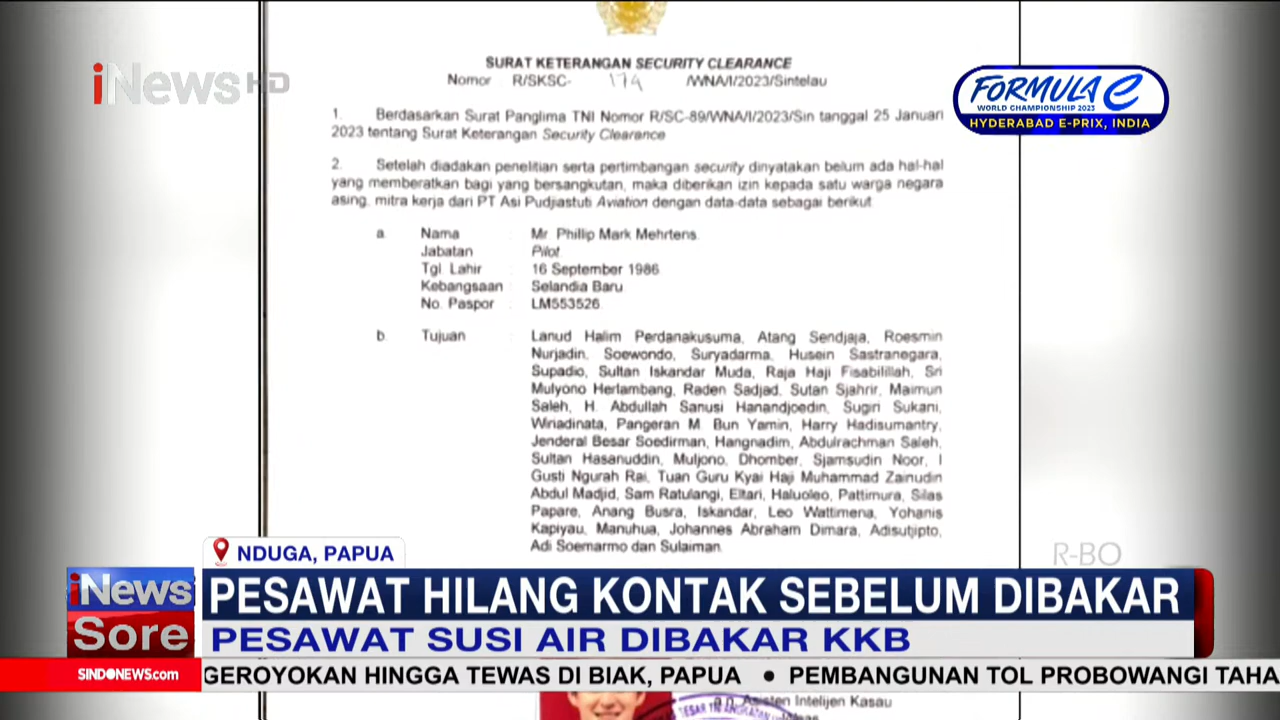 iNews HD
FORMULA E
WORLD CHAMPIONSHIP 2023
HYDERABAD E-PRIX, INDIA
SURAT KETERANGAN SECURITY CLEARANCE
Nomor R/SKSC- 174 /WNA/I/2023/Sintelau
1. Berdasarkan Surat Panglima TNI Nomor R/SC-89/WNA/I/2023/Sin tanggal 25 Januari
2023 tentang Surat Keterangan Security Clearance
2. Setelah diadakan penelitian serta pertimbangan security dinyatakan belum ada hal-hal
yang memberatkan bagi yang bersangkutan, maka diberikan izin kepada satu warga negara
asing, mitra kerja dari PT Asi Pudjiastuti Aviation dengan data-data sebagai berikut
a. Nama : Mr Phillip Mark Mehrtens
Jabatan : Pilot
Tgl. Lahir : 16 September 1986
Kebangsaan : Selandia Baru
No. Paspor : LM553526
b. Tujuan : Lanud Halim Perdanakusuma, Atang Sendjaja, Roesmin
Nurjadin, Soewondo, Suryadarma, Husein Sastranegara,
Supadio, Sultan Iskandar Muda, Raja Haji Fisabilillah, Sri
Mulyono Herlambang, Raden Sadjad, Sutan Sjahrir, Maimun
Saleh, H. Abdullah Sanusi Hanandjoedin, Sugiri Sukani,
Wiriadinata, Pangeran M. Bun Yamin, Harry Hadisumantry,
Jenderal Besar Soedirman, Hangnadim, Abdulrachman Saleh,
Sultan Hasanuddin, Muljono, Dhomber, Sjamsudin Noor, I
Gusti Ngurah Rai, Tuan Guru Kyai Haji Muhammad Zainudin
Abdul Madjid, Sam Ratulangi, Eltari, Haluoleo, Pattimura, Silas
Papare, Anang Busra, Iskandar, Leo Wattimena, Yohanis
Kapiyau, Manuhua, Johannes Abraham Dimara, Adisutjipto,
Adi Soemarmo dan Sulaiman.
R-BO
NDUGA, PAPUA
iNews
Sore
PESAWAT HILANG KONTAK SEBELUM DIBAKAR
PESAWAT SUSI AIR DIBAKAR KKB
SINDONEWS.com
GEROYOKAN HINGGA TEWAS DI BIAK, PAPUA • PEMBANGUNAN TOL PROBOWANGI TAHA
a.n. Asisten Intelijen Kasau